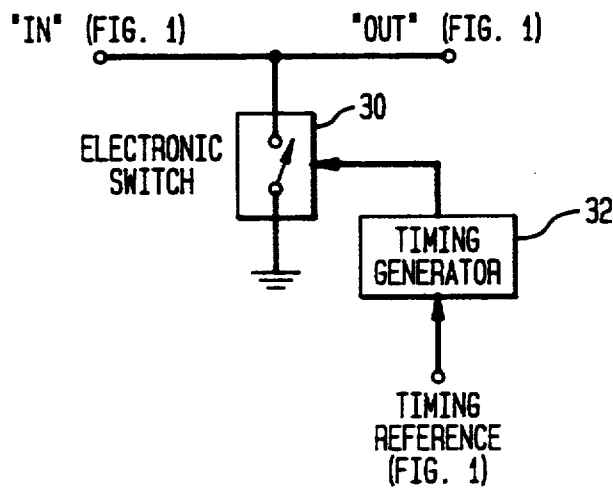 "IN" (FIG. 1)
"OUT" (FIG. 1)
30
ELECTRONIC
SWITCH
32
TIMING
GENERATOR
TIMING
REFERENCE
(FIG. 1)